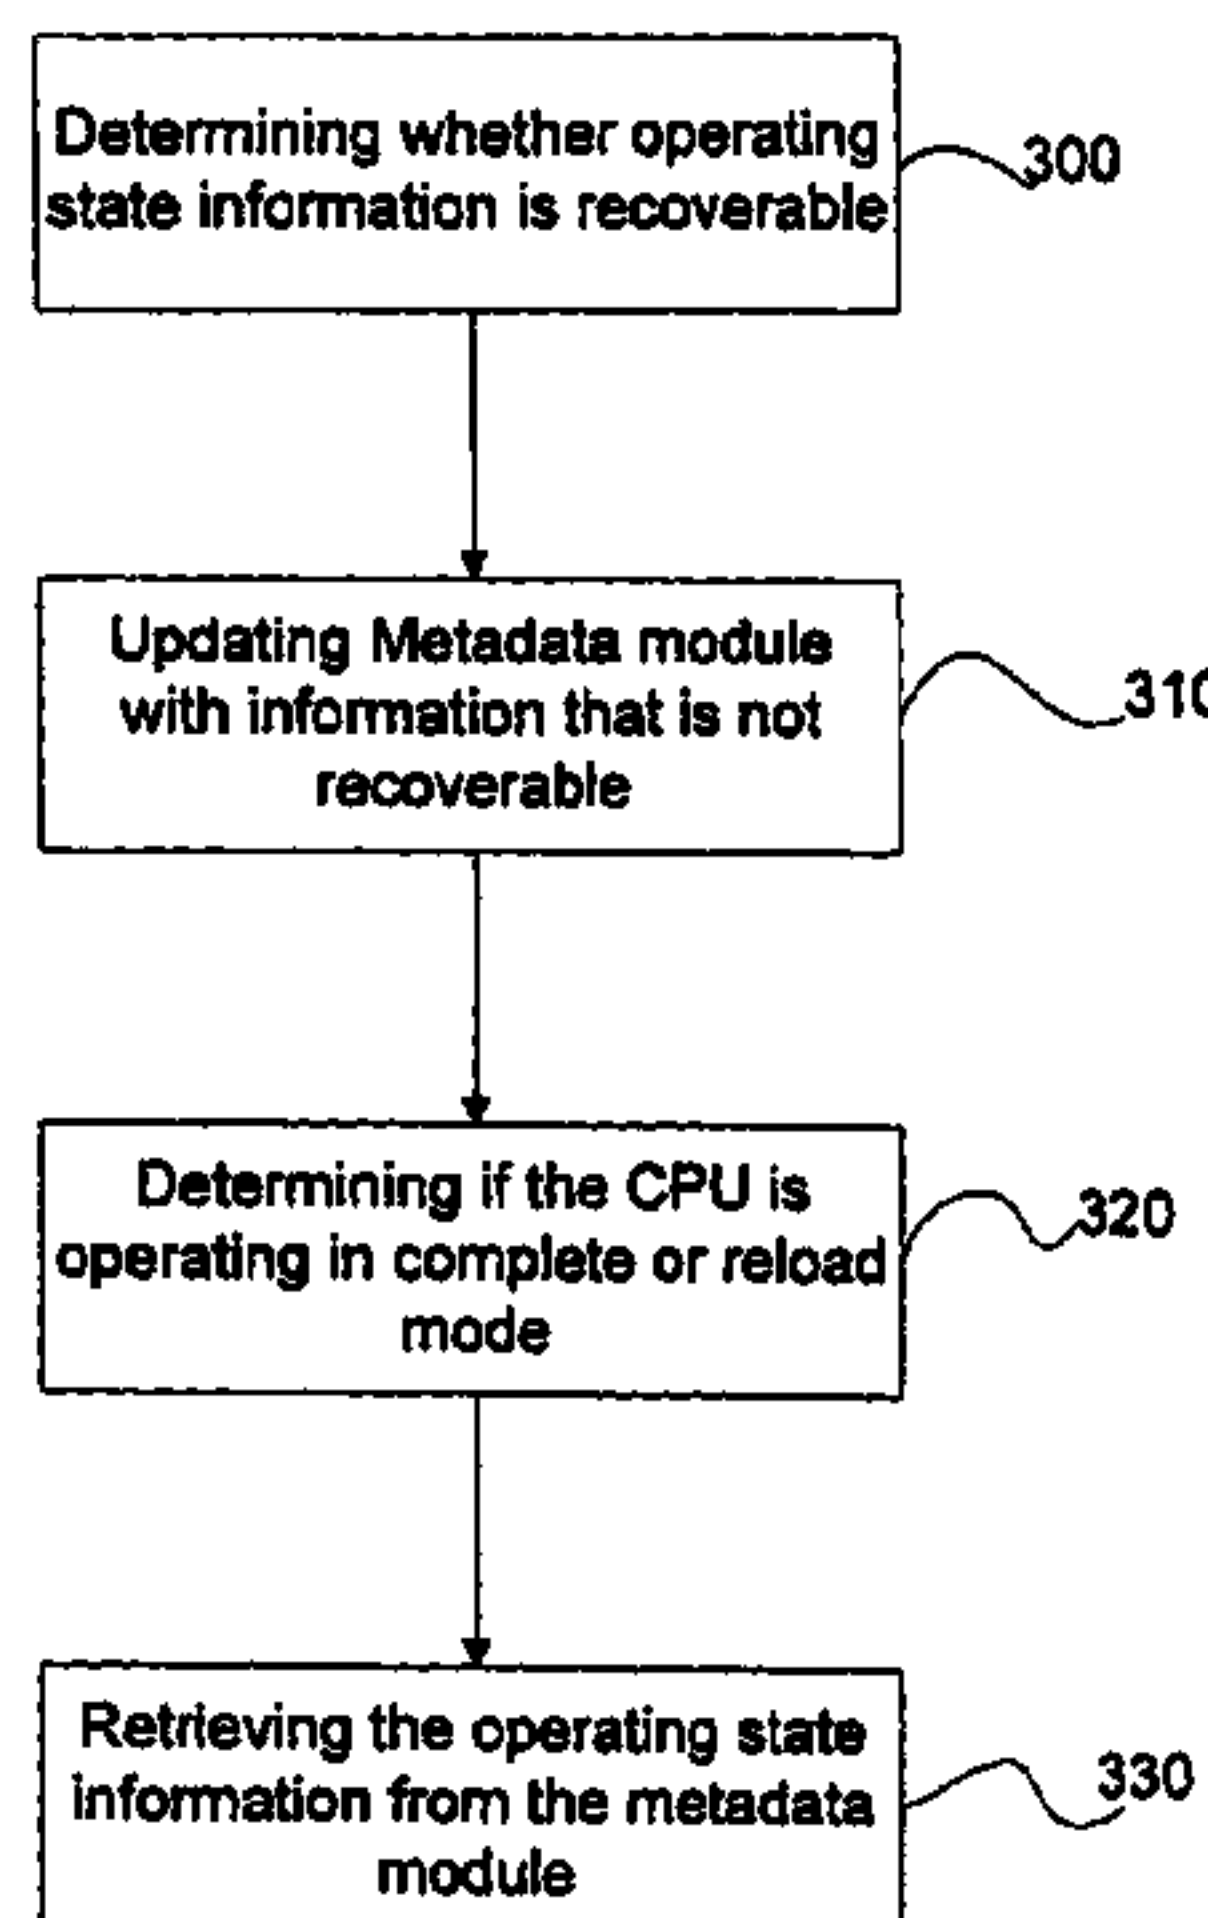 Determining whether operating
state information is recoverable
300
Updating Metadata module
with information that is not
recoverable
310
Determining if the CPU is
operating in complete or reload
mode
320
Retrieving the operating state
information from the metadata
module
330